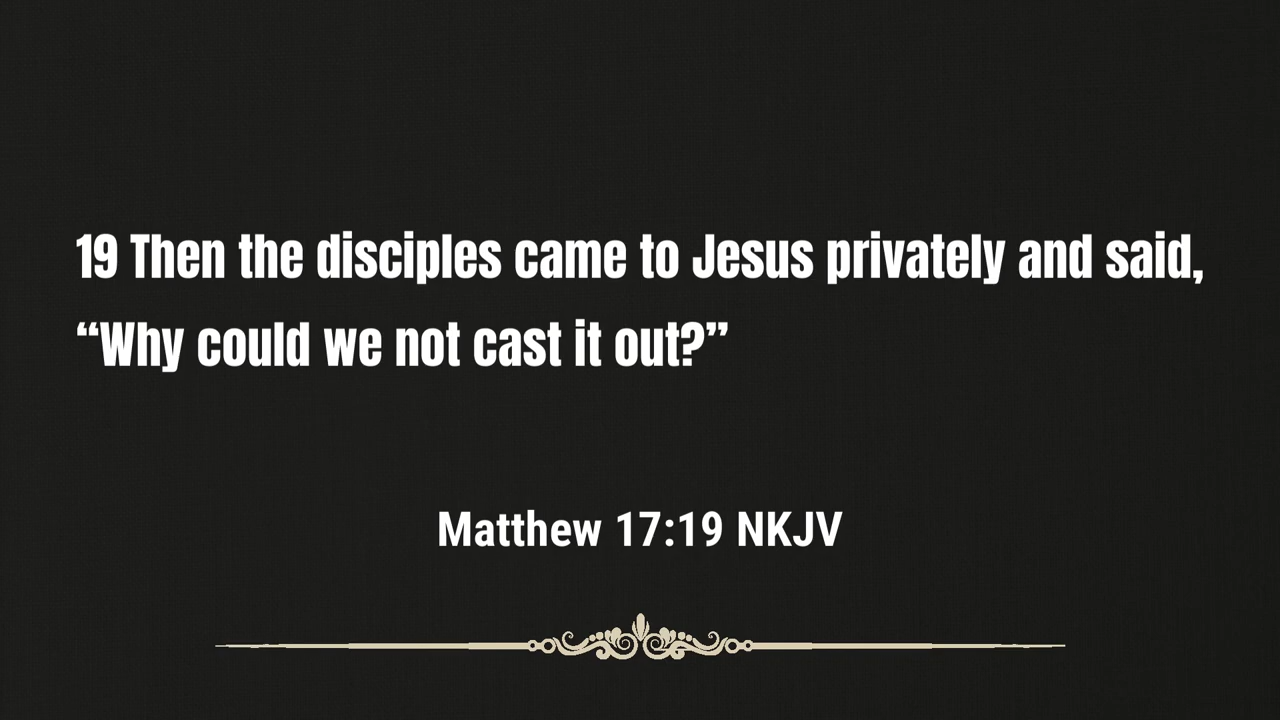 19 Then the disciples came to Jesus privately and said,
“Why could we not cast it out?”
Matthew 17:19 NKJV